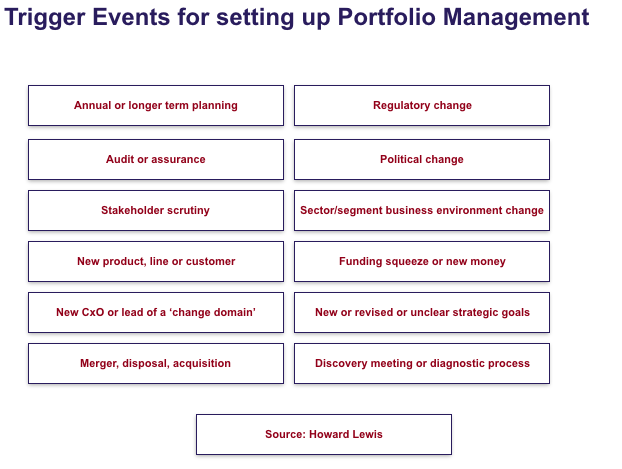 Trigger Events for setting up Portfolio Management
Annual or longer term planning
Regulatory change
Audit or assurance
Political change
Stakeholder scrutiny
Sector/segment business environment change
New product, line or customer
Funding squeeze or new money
New CxO or lead of a ‘change domain’
New or revised or unclear strategic goals
Merger, disposal, acquisition
Discovery meeting or diagnostic process
Source: Howard Lewis